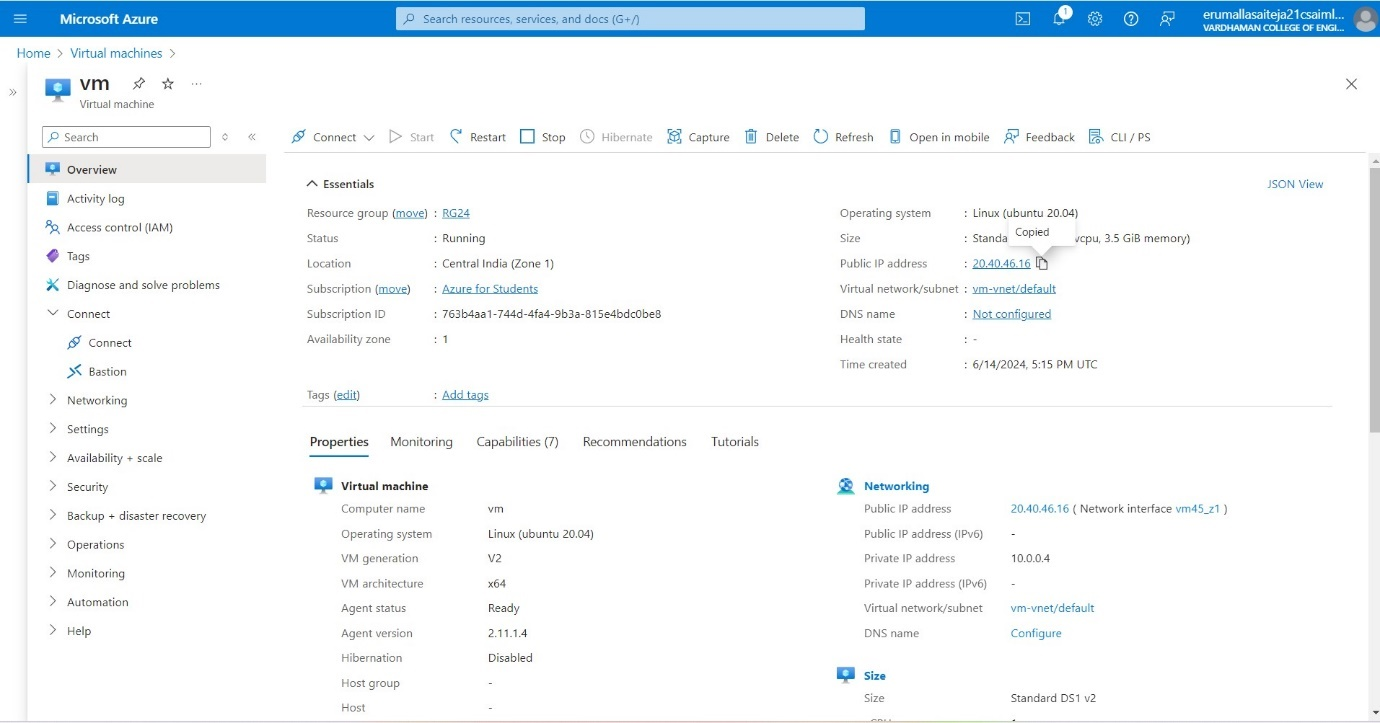 Microsoft Azure
Search resources, services, and docs (G+/)
1
erumallasaiteja21csaiml...
VARDHAMAN COLLEGE OF ENGI...
Home > Virtual machines >
vm
Virtual machine
Search
Connect
Start
Restart
Stop
Hibernate
Capture
Delete
Refresh
Open in mobile
Feedback
CLI / PS
Overview
Activity log
Access control (IAM)
Tags
Diagnose and solve problems
Connect
Connect
Bastion
Networking
Settings
Availability + scale
Security
Backup + disaster recovery
Operations
Monitoring
Automation
Help
Essentials
JSON View
Resource group (move) : RG24
Status : Running
Location : Central India (Zone 1)
Subscription (move) : Azure for Students
Subscription ID : 763b4aa1-744d-4fa4-9b3a-815e4bdc0be8
Availability zone : 1
Operating system : Linux (ubuntu 20.04)
Copied
Size : Standa vcpu, 3.5 GiB memory)
Public IP address : 20.40.46.16
Virtual network/subnet : vm-vnet/default
DNS name : Not configured
Health state : -
Time created : 6/14/2024, 5:15 PM UTC
Tags (edit) : Add tags
Properties Monitoring Capabilities (7) Recommendations Tutorials
Virtual machine
Computer name vm
Operating system Linux (ubuntu 20.04)
VM generation V2
VM architecture x64
Agent status Ready
Agent version 2.11.1.4
Hibernation Disabled
Host group -
Host -
Networking
Public IP address 20.40.46.16 ( Network interface vm45_z1 )
Public IP address (IPv6) -
Private IP address 10.0.0.4
Private IP address (IPv6) -
Virtual network/subnet vm-vnet/default
DNS name Configure
Size
Size Standard DS1 v2